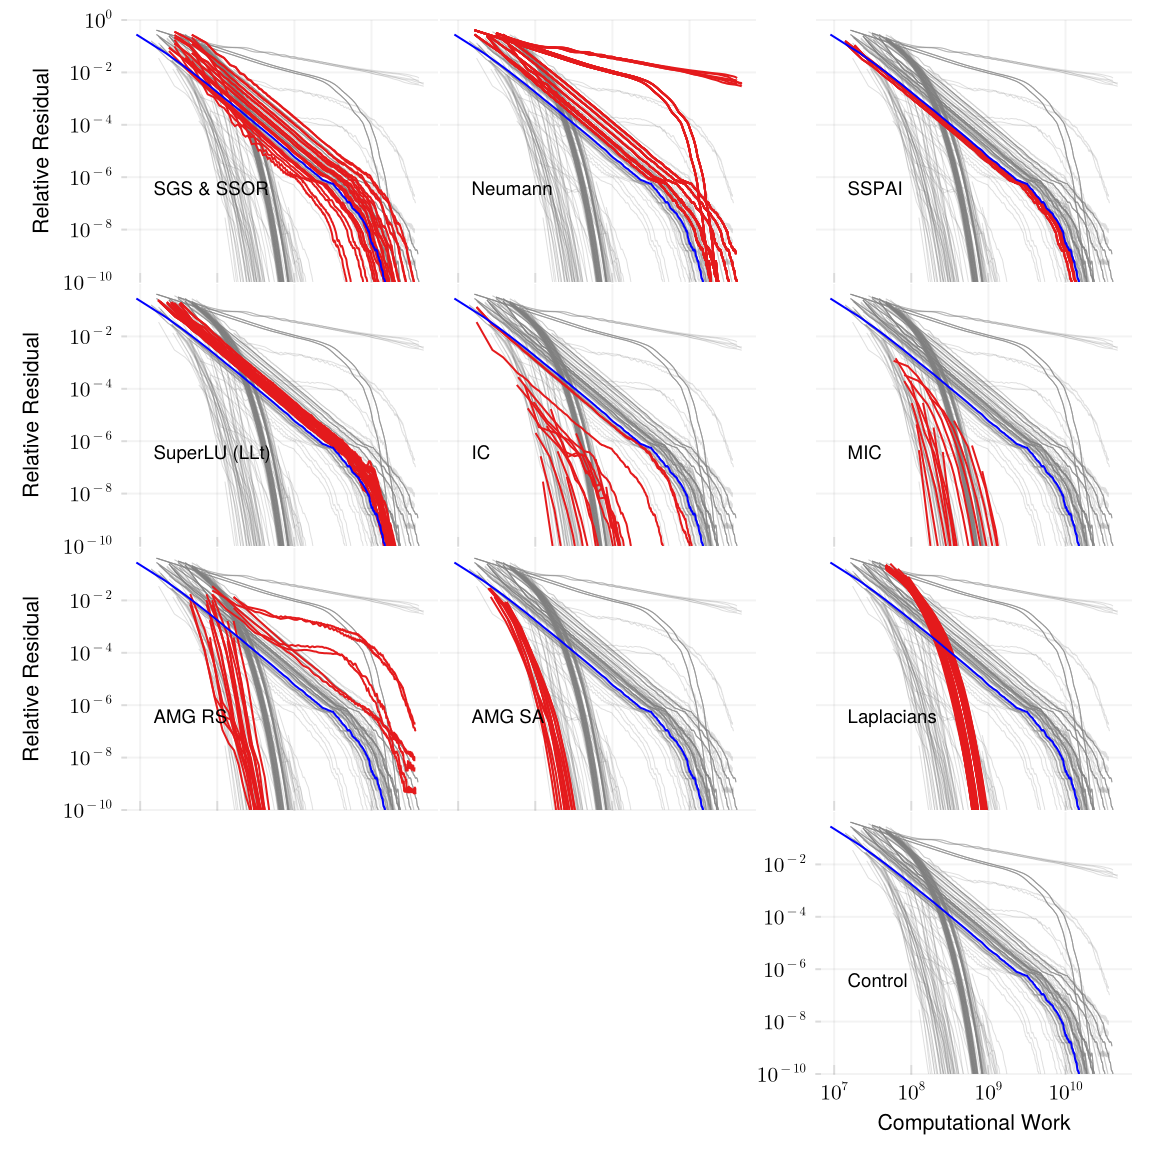 10^0
10^−2
10^−4
10^−6
10^−8
10^−10
Relative Residual
SGS & SSOR
Neumann
SSPAI
10^−2
10^−4
10^−6
10^−8
10^−10
Relative Residual
SuperLU (LLt)
IC
MIC
10^−2
10^−4
10^−6
10^−8
10^−10
Relative Residual
AMG RS
AMG SA
Laplacians
10^−2
10^−4
10^−6
10^−8
10^−10
Control
10^7 10^8 10^9 10^10
Computational Work